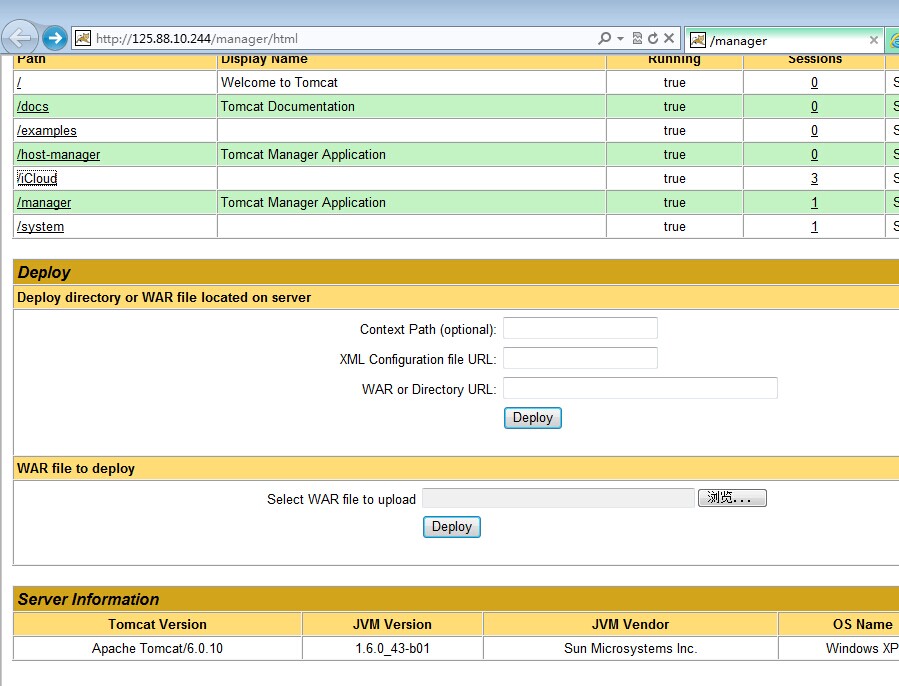 http://125.88.10.244/manager/html /manager
Path Display Name Running Sessions
/ Welcome to Tomcat true 0 S
/docs Tomcat Documentation true 0 S
/examples true 0 S
/host-manager Tomcat Manager Application true 0 S
/iCloud true 3 S
/manager Tomcat Manager Application true 1 S
/system true 1 S
Deploy
Deploy directory or WAR file located on server
Context Path (optional):
XML Configuration file URL:
WAR or Directory URL:
Deploy
WAR file to deploy
Select WAR file to upload 浏览...
Deploy
Server Information
Tomcat Version JVM Version JVM Vendor OS Name
Apache Tomcat/6.0.10 1.6.0_43-b01 Sun Microsystems Inc. Windows XP